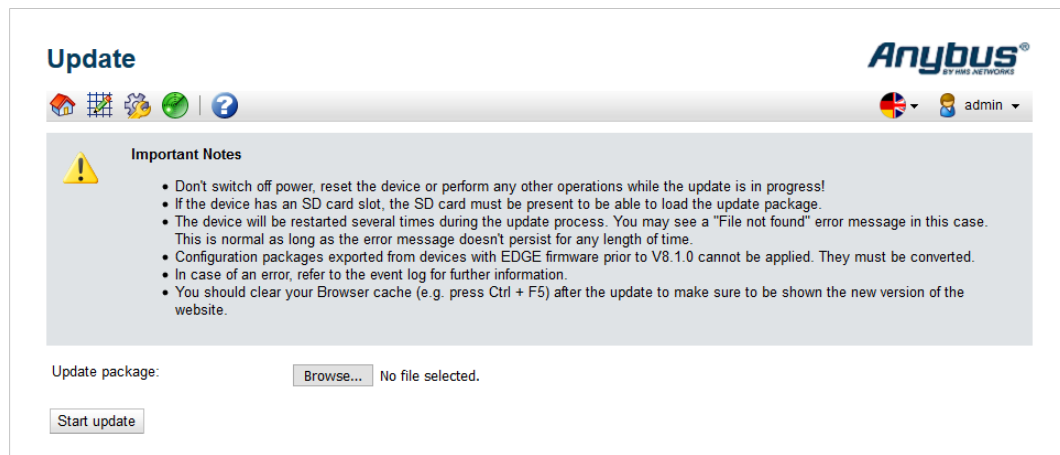 Update
Anybus®
BY HMS NETWORKS
admin
Important Notes
• Don't switch off power, reset the device or perform any other operations while the update is in progress!
• If the device has an SD card slot, the SD card must be present to be able to load the update package.
• The device will be restarted several times during the update process. You may see a "File not found" error message in this case.
This is normal as long as the error message doesn't persist for any length of time.
• Configuration packages exported from devices with EDGE firmware prior to V8.1.0 cannot be applied. They must be converted.
• In case of an error, refer to the event log for further information.
• You should clear your Browser cache (e.g. press Ctrl + F5) after the update to make sure to be shown the new version of the
website.
Update package:
Browse... No file selected.
Start update